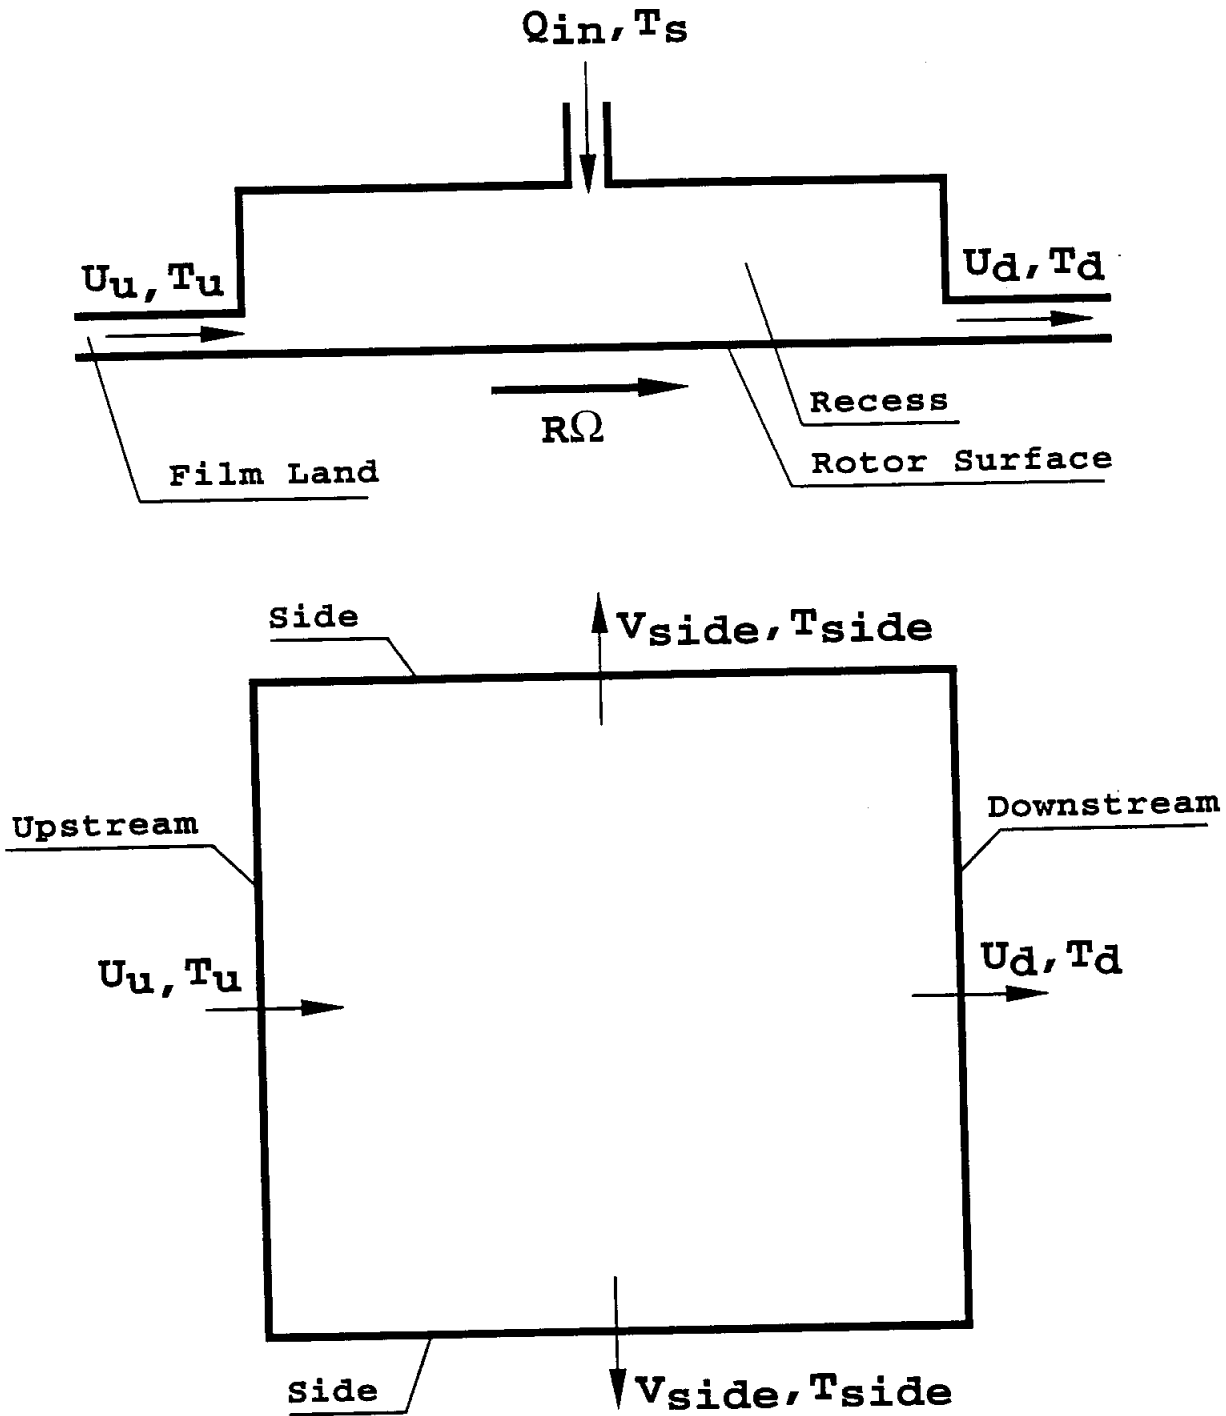 Qin, Ts
Uu, Tu
Ud, Td
RΩ
Recess
Film Land
Rotor Surface
Side
Vside, Tside
Upstream
Downstream
Uu, Tu
Ud, Td
Side
Vside, Tside